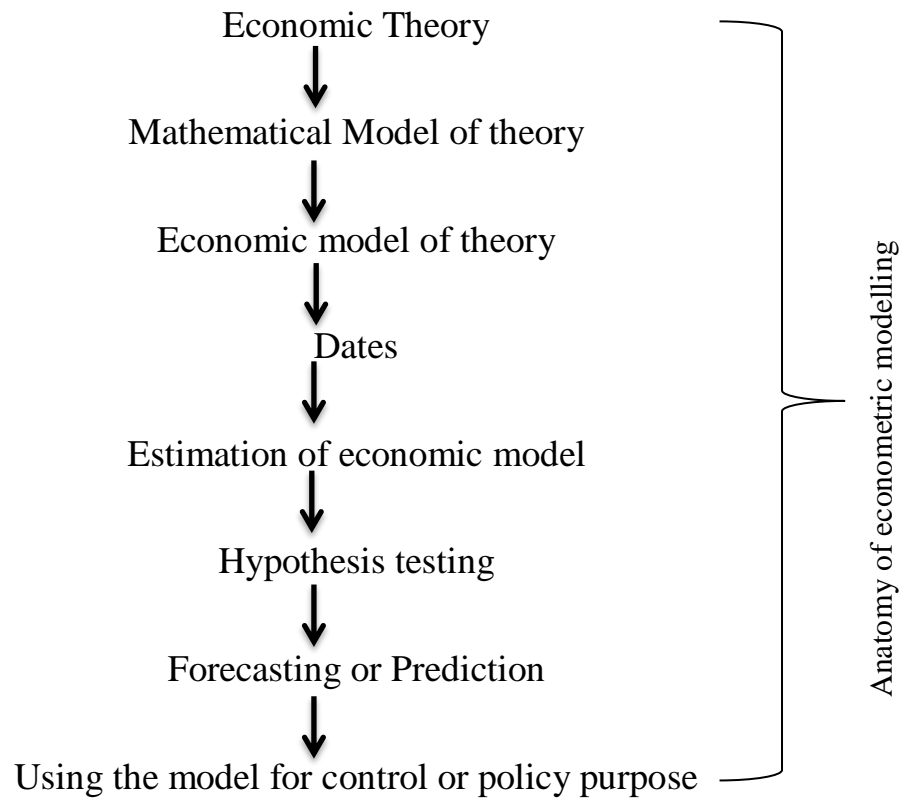 Economic Theory
Mathematical Model of theory
Economic model of theory
Dates
Estimation of economic model
Hypothesis testing
Forecasting or Prediction
Using the model for control or policy purpose
Anatomy of econometric modelling